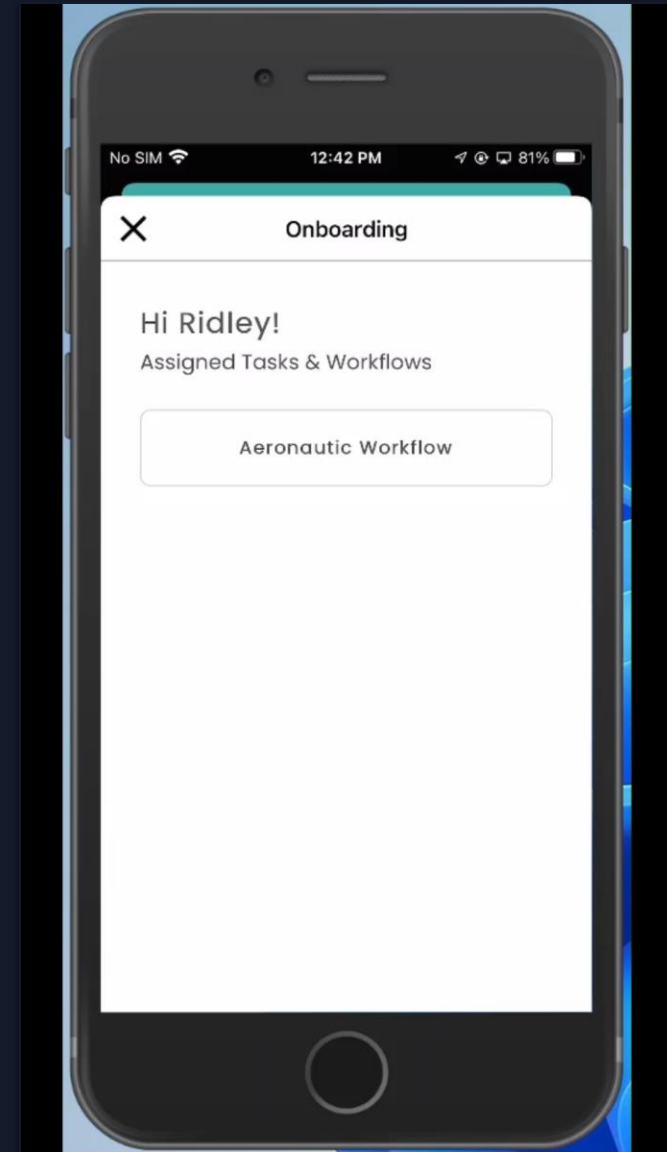 No SIM 12:42 PM 81%
Onboarding
Hi Ridley!
Assigned Tasks & Workflows
Aeronautic Workflow